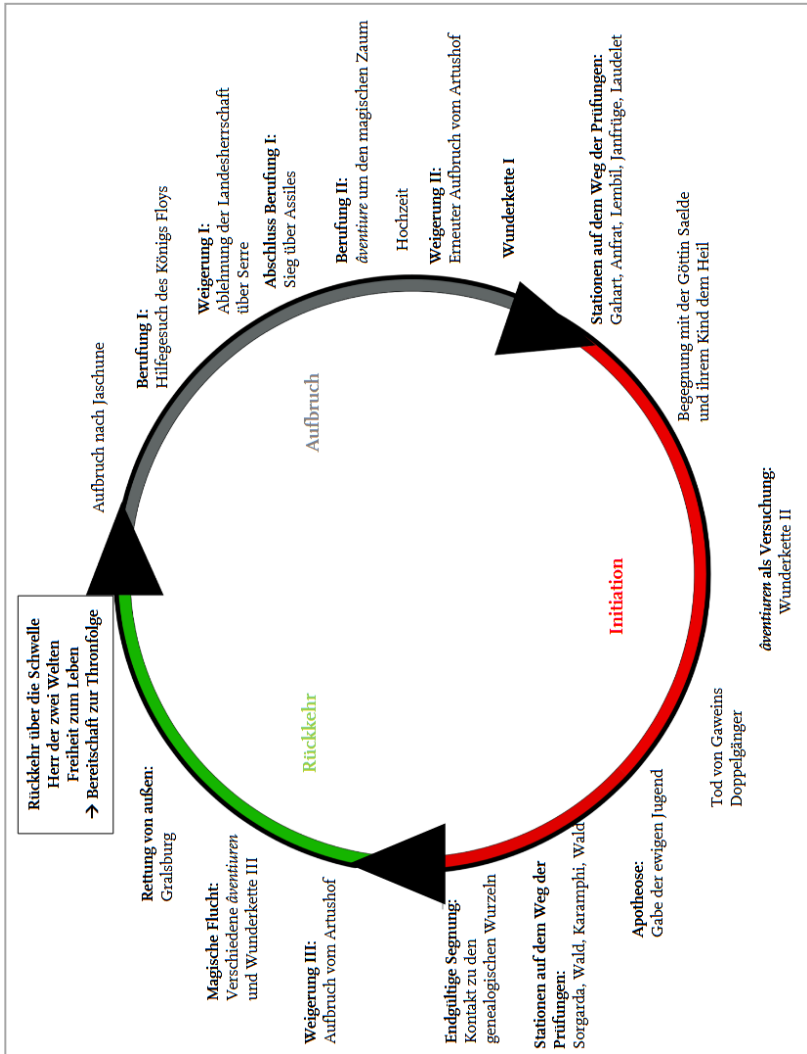 Rückkehr über die Schwelle
Herr der zwei Welten
Freiheit zum Leben
→ Bereitschaft zur Thronfolge
Aufbruch nach Jaschune
Berufung I:
Hilfegesuch des Königs Floys
Weigerung I:
Ablehnung der Landesherrschaft
über Serre
Abschluss Berufung I:
Sieg über Assiles
Berufung II:
âventiure um den magischen Zaum
Hochzeit
Weigerung II:
Erneuter Aufbruch vom Artushof
Wunderkette I
Stationen auf dem Weg der Prüfungen:
Gahart, Anfrat, Lembil, Janfrüge, Laudelet
Begegnung mit der Göttin Saelde
und ihrem Kind dem Heil
âventiuren als Versuchung:
Wunderkette II
Tod von Gaweins
Doppelgänger
Apotheose:
Gabe der ewigen Jugend
Stationen auf dem Weg der
Prüfungen:
Sorgarda, Wald, Karamphi, Wald
Endgültige Segnung:
Kontakt zu den
genealogischen Wurzeln
Weigerung III:
Aufbruch vom Artushof
Magische Flucht:
Verschiedene âventiuren
und Wunderkette III
Rettung von außen:
Gralsburg
Aufbruch
Initiation
Rückkehr